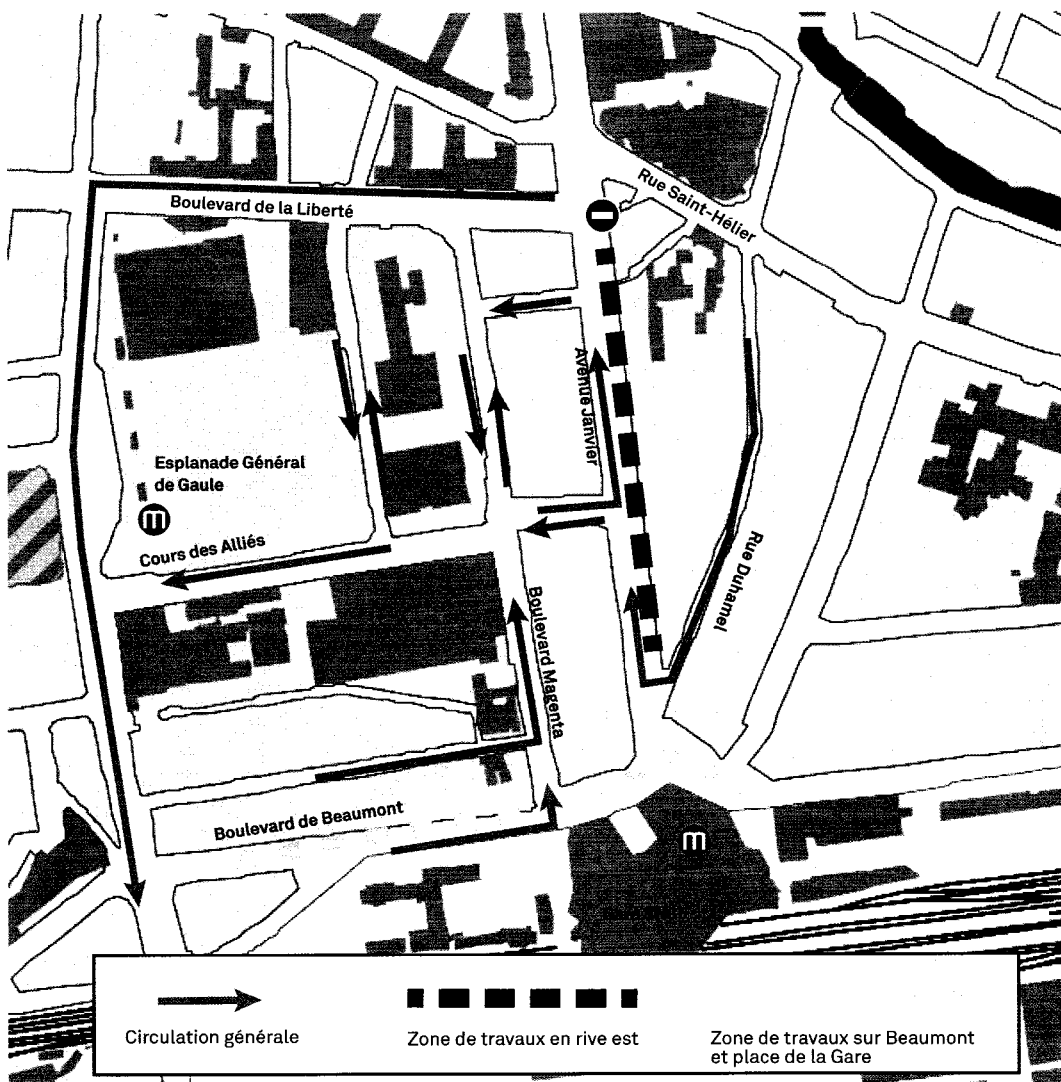 Rue Saint-Hélier
Boulevard de la Liberté
Avenue Janvier
Esplanade Général
de Gaule
m
Cours des Alliés
Rue Duhamel
Boulevard Magenta
Boulevard de Beaumont
m
Circulation générale
Zone de travaux en rive est
Zone de travaux sur Beaumont
et place de la Gare